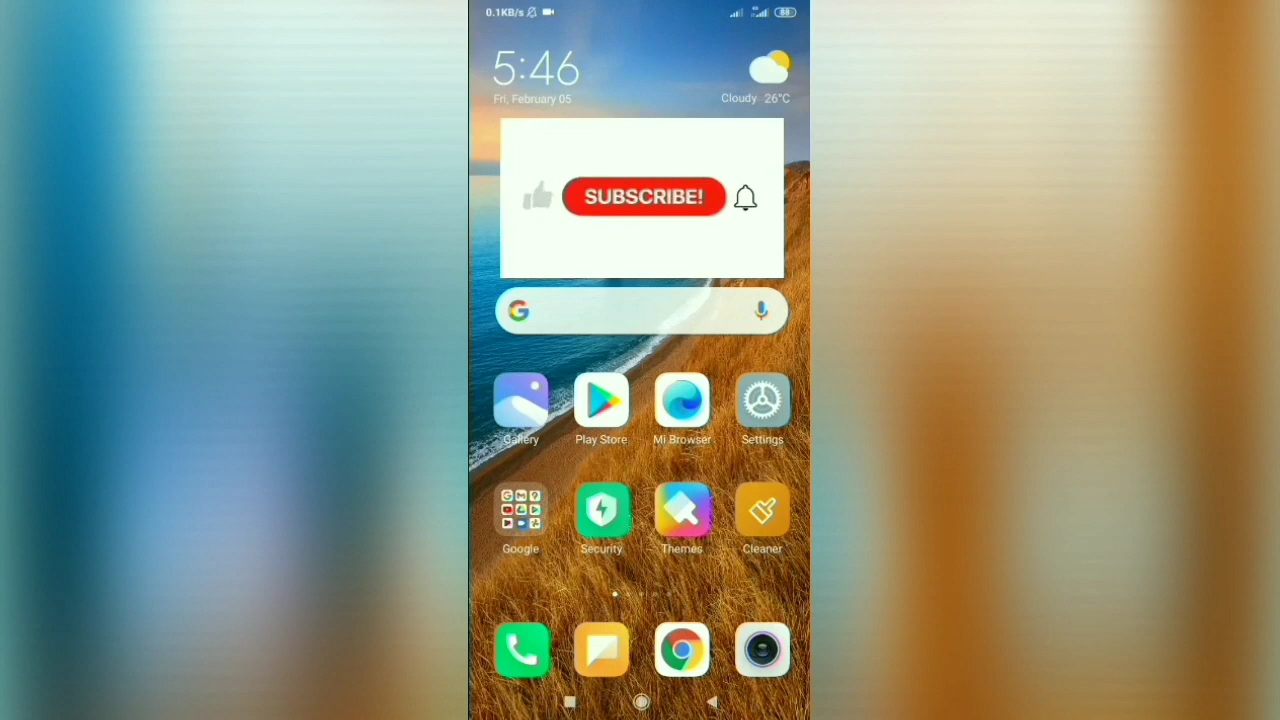 0.1KB/s 88
5:46
Fri, February 05
Cloudy 26°C
SUBSCRIBE!
Gallery Play Store Mi Browser Settings
Google Security Themes Cleaner